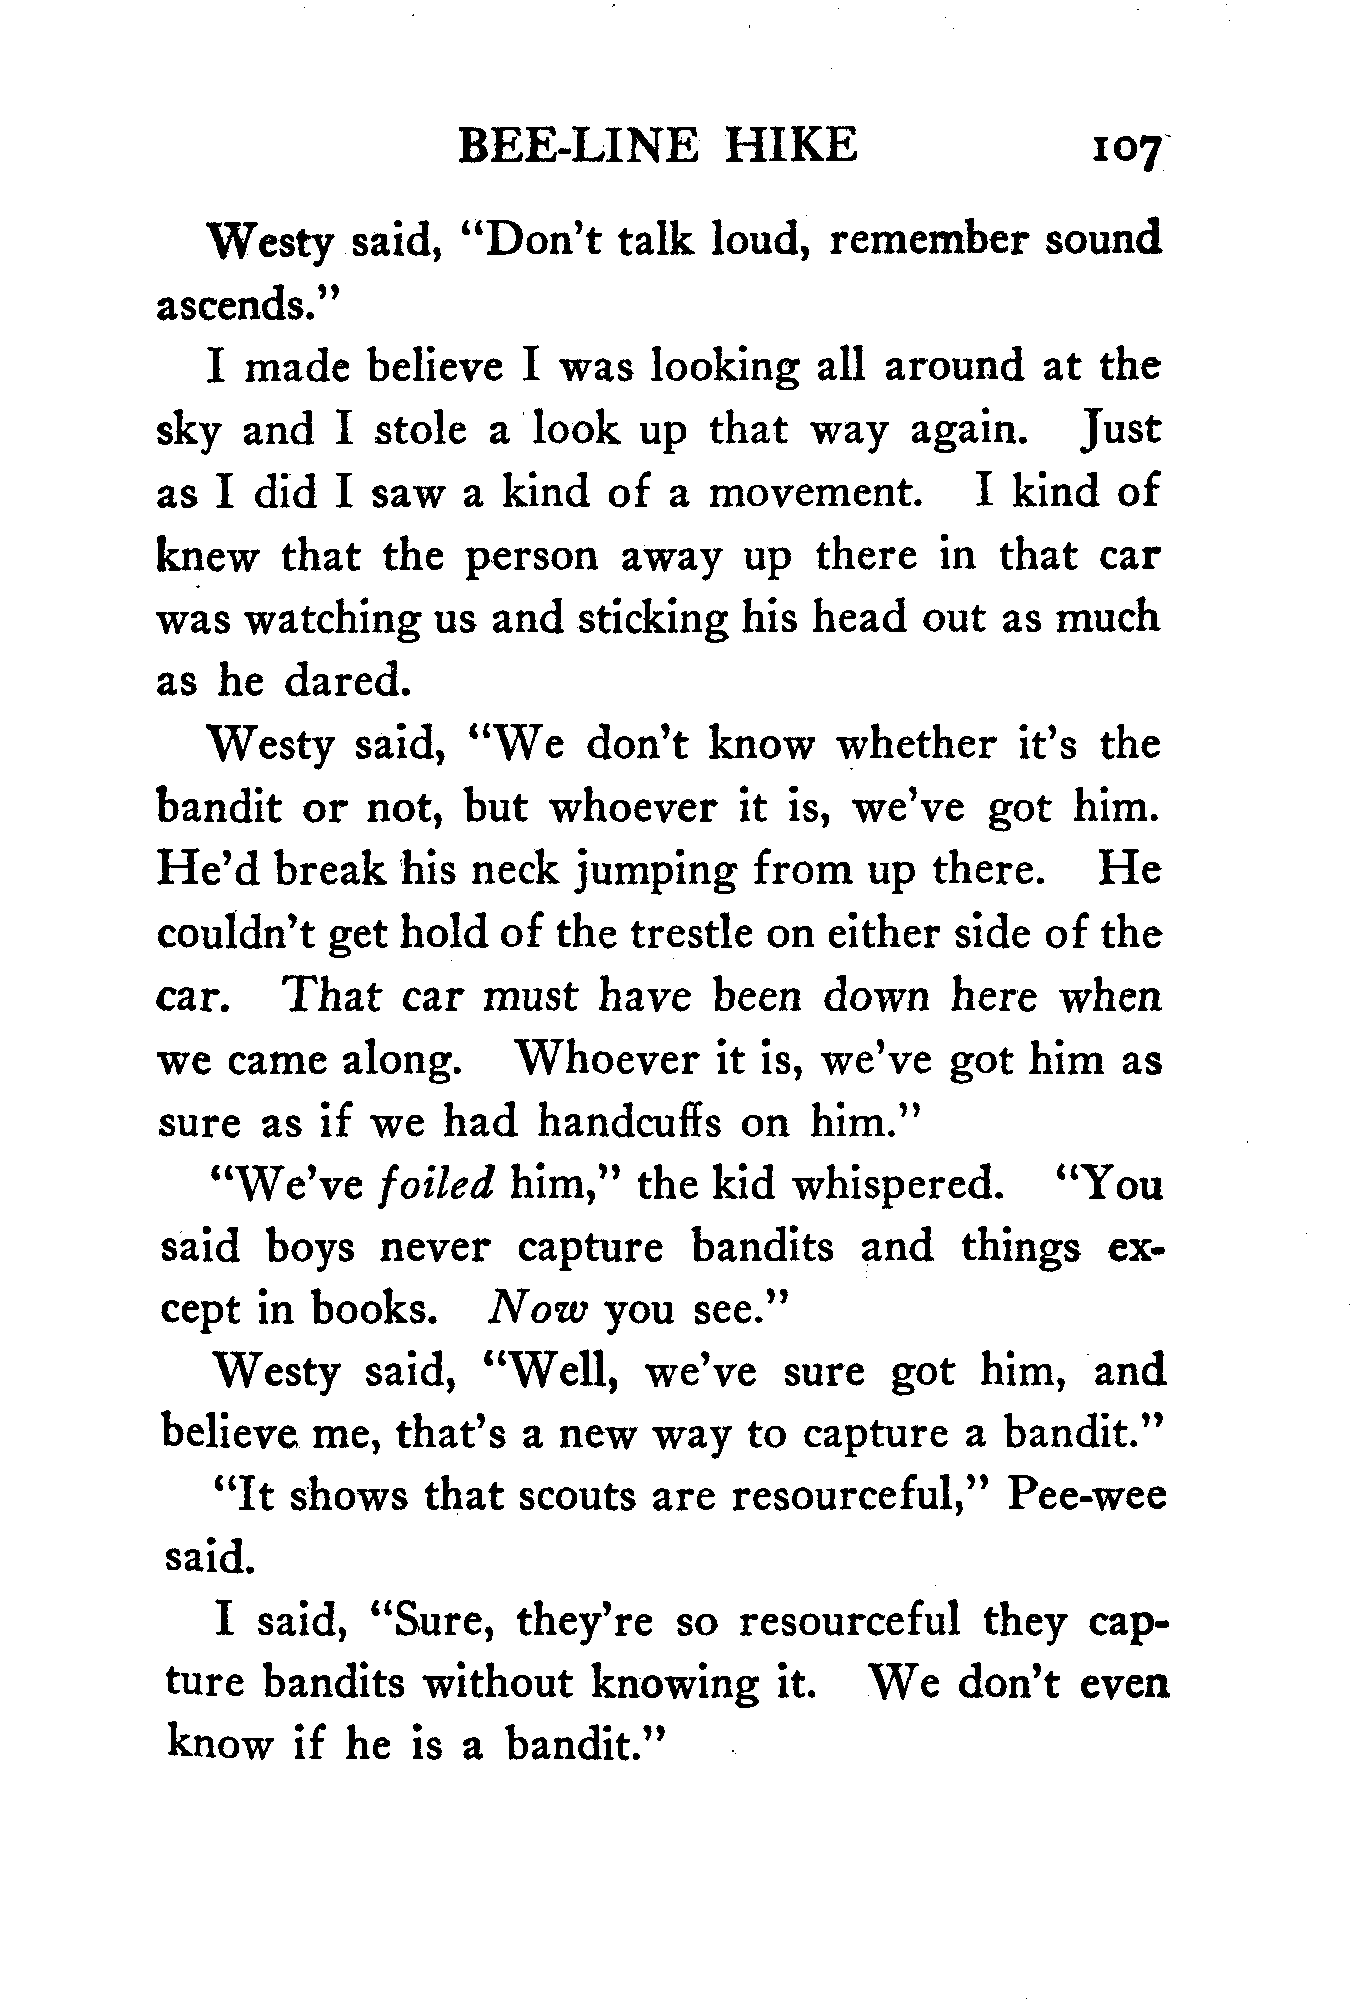 BEE-LINE HIKE 107
Westy said, “Don’t talk loud, remember sound
ascends.”
I made believe I was looking all around at the
sky and I stole a look up that way again. Just
as I did I saw a kind of a movement. I kind of
knew that the person away up there in that car
was watching us and sticking his head out as much
as he dared.
Westy said, “We don’t know whether it’s the
bandit or not, but whoever it is, we’ve got him.
He’d break his neck jumping from up there. He
couldn’t get hold of the trestle on either side of the
car. That car must have been down here when
we came along. Whoever it is, we’ve got him as
sure as if we had handcuffs on him.”
“We’ve foiled him,” the kid whispered. “You
said boys never capture bandits and things ex-
cept in books. Now you see.”
Westy said, “Well, we’ve sure got him, and
believe me, that’s a new way to capture a bandit.”
“It shows that scouts are resourceful,” Pee-wee
said.
I said, “Sure, they’re so resourceful they cap-
ture bandits without knowing it. We don’t even
know if he is a bandit.”